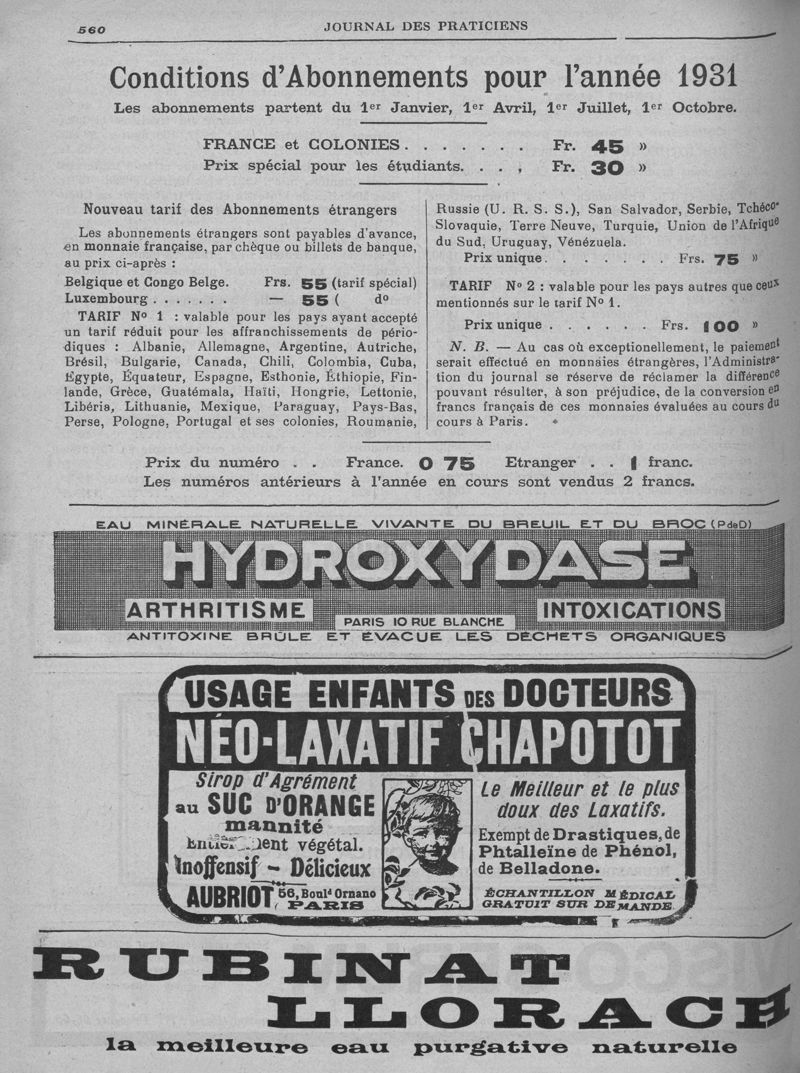 560
JOURNAL DES PRATICIENS
Conditions d'Abonnements pour l'année 1931
Les abonnements partent du 1er Janvier, 1er Avril, 1er Juillet, 1er Octobre.
FRANCE et COLONIES. . . . . . . Fr. 45 »
Prix spécial pour les étudiants. . . , Fr. 30 »
Nouveau tarif des Abonnements étrangers
Les abonnements étrangers sont payables d'avance,
en monnaie française, par chèque ou billets de banque,
au prix ci-après :
Belgique et Congo Belge. Frs. 55 (tarif spécial)
Luxembourg . . . . . . . — 55 ( do
TARIF No 1 : valable pour les pays ayant accepté
un tarif réduit pour les affranchissements de pério-
diques : Albanie, Allemagne, Argentine, Autriche,
Brésil, Bulgarie, Canada, Chili, Colombia, Cuba,
Égypte, Équateur, Espagne, Esthonie, Éthiopie, Fin-
lande, Grèce, Guatémala, Haïti, Hongrie, Lettonie,
Libéria, Lithuanie, Mexique, Paraguay, Pays-Bas,
Perse, Pologne, Portugal et ses colonies, Roumanie,
Russie (U. R. S. S.), San Salvador, Serbie, Tchéco-
Slovaquie, Terre Neuve, Turquie, Union de l'Afrique
du Sud, Uruguay, Vénézuela.
Prix unique. . . . . . . Frs. 75 »
TARIF No 2 : valable pour les pays autres que ceux
mentionnés sur le tarif No 1.
Prix unique . . . . . . Frs. 100 »
N. B. — Au cas où exceptionellement, le paiement
serait effectué en monnaies étrangères, l'Administra-
tion du journal se réserve de réclamer la différence
pouvant résulter, à son préjudice, de la conversion en
francs français de ces monnaies évaluées au cours du
cours à Paris.
Prix du numéro . . France. 0 75 Etranger . . 1 franc.
Les numéros antérieurs à l'année en cours sont vendus 2 francs.
EAU MINÉRALE NATURELLE VIVANTE DU BREUIL ET DU BROC (P de D)
HYDROXYDASE
ARTHRITISME
PARIS 10 RUE BLANCHE
INTOXICATIONS
ANTITOXINE BRÛLE ET ÉVACUE LES DÉCHETS ORGANIQUES
USAGE ENFANTS DES DOCTEURS
NÉO-LAXATIF CHAPOTOT
Sirop d'Agrément
au SUC D'ORANGE
mannité
Entièrement végétal.
Inoffensif - Délicieux
AUBRIOT, 56, Bould Ornano
PARIS
Le Meilleur et le plus
doux des Laxatifs.
Exempt de Drastiques, de
Phtalleïne de Phénol,
de Belladone.
ÉCHANTILLON MÉDICAL
GRATUIT SUR DEMANDE.
RUBINAT
LLORACH
la meilleure eau purgative naturelle